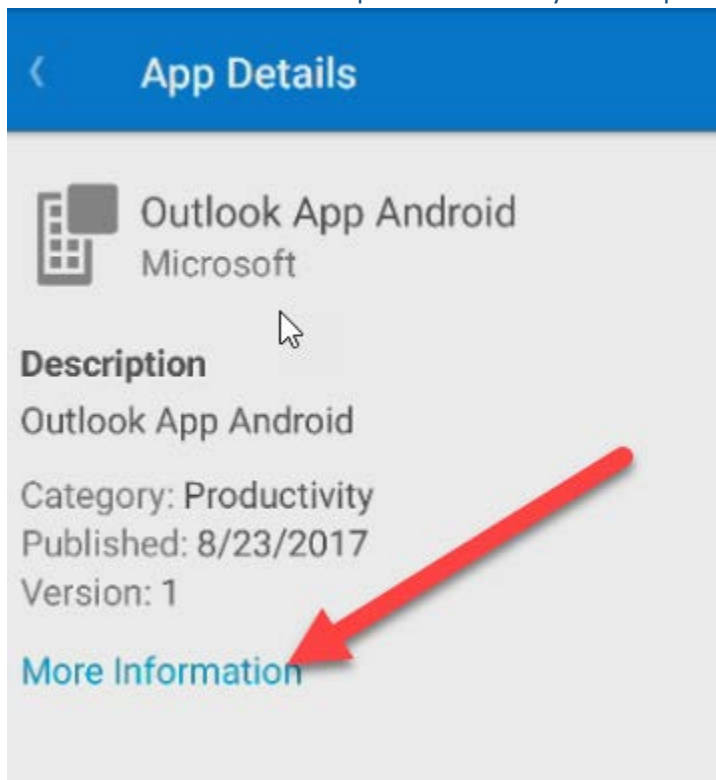 App Details
Outlook App Android
Microsoft
Description
Outlook App Android
Category: Productivity
Published: 8/23/2017
Version: 1
More Information